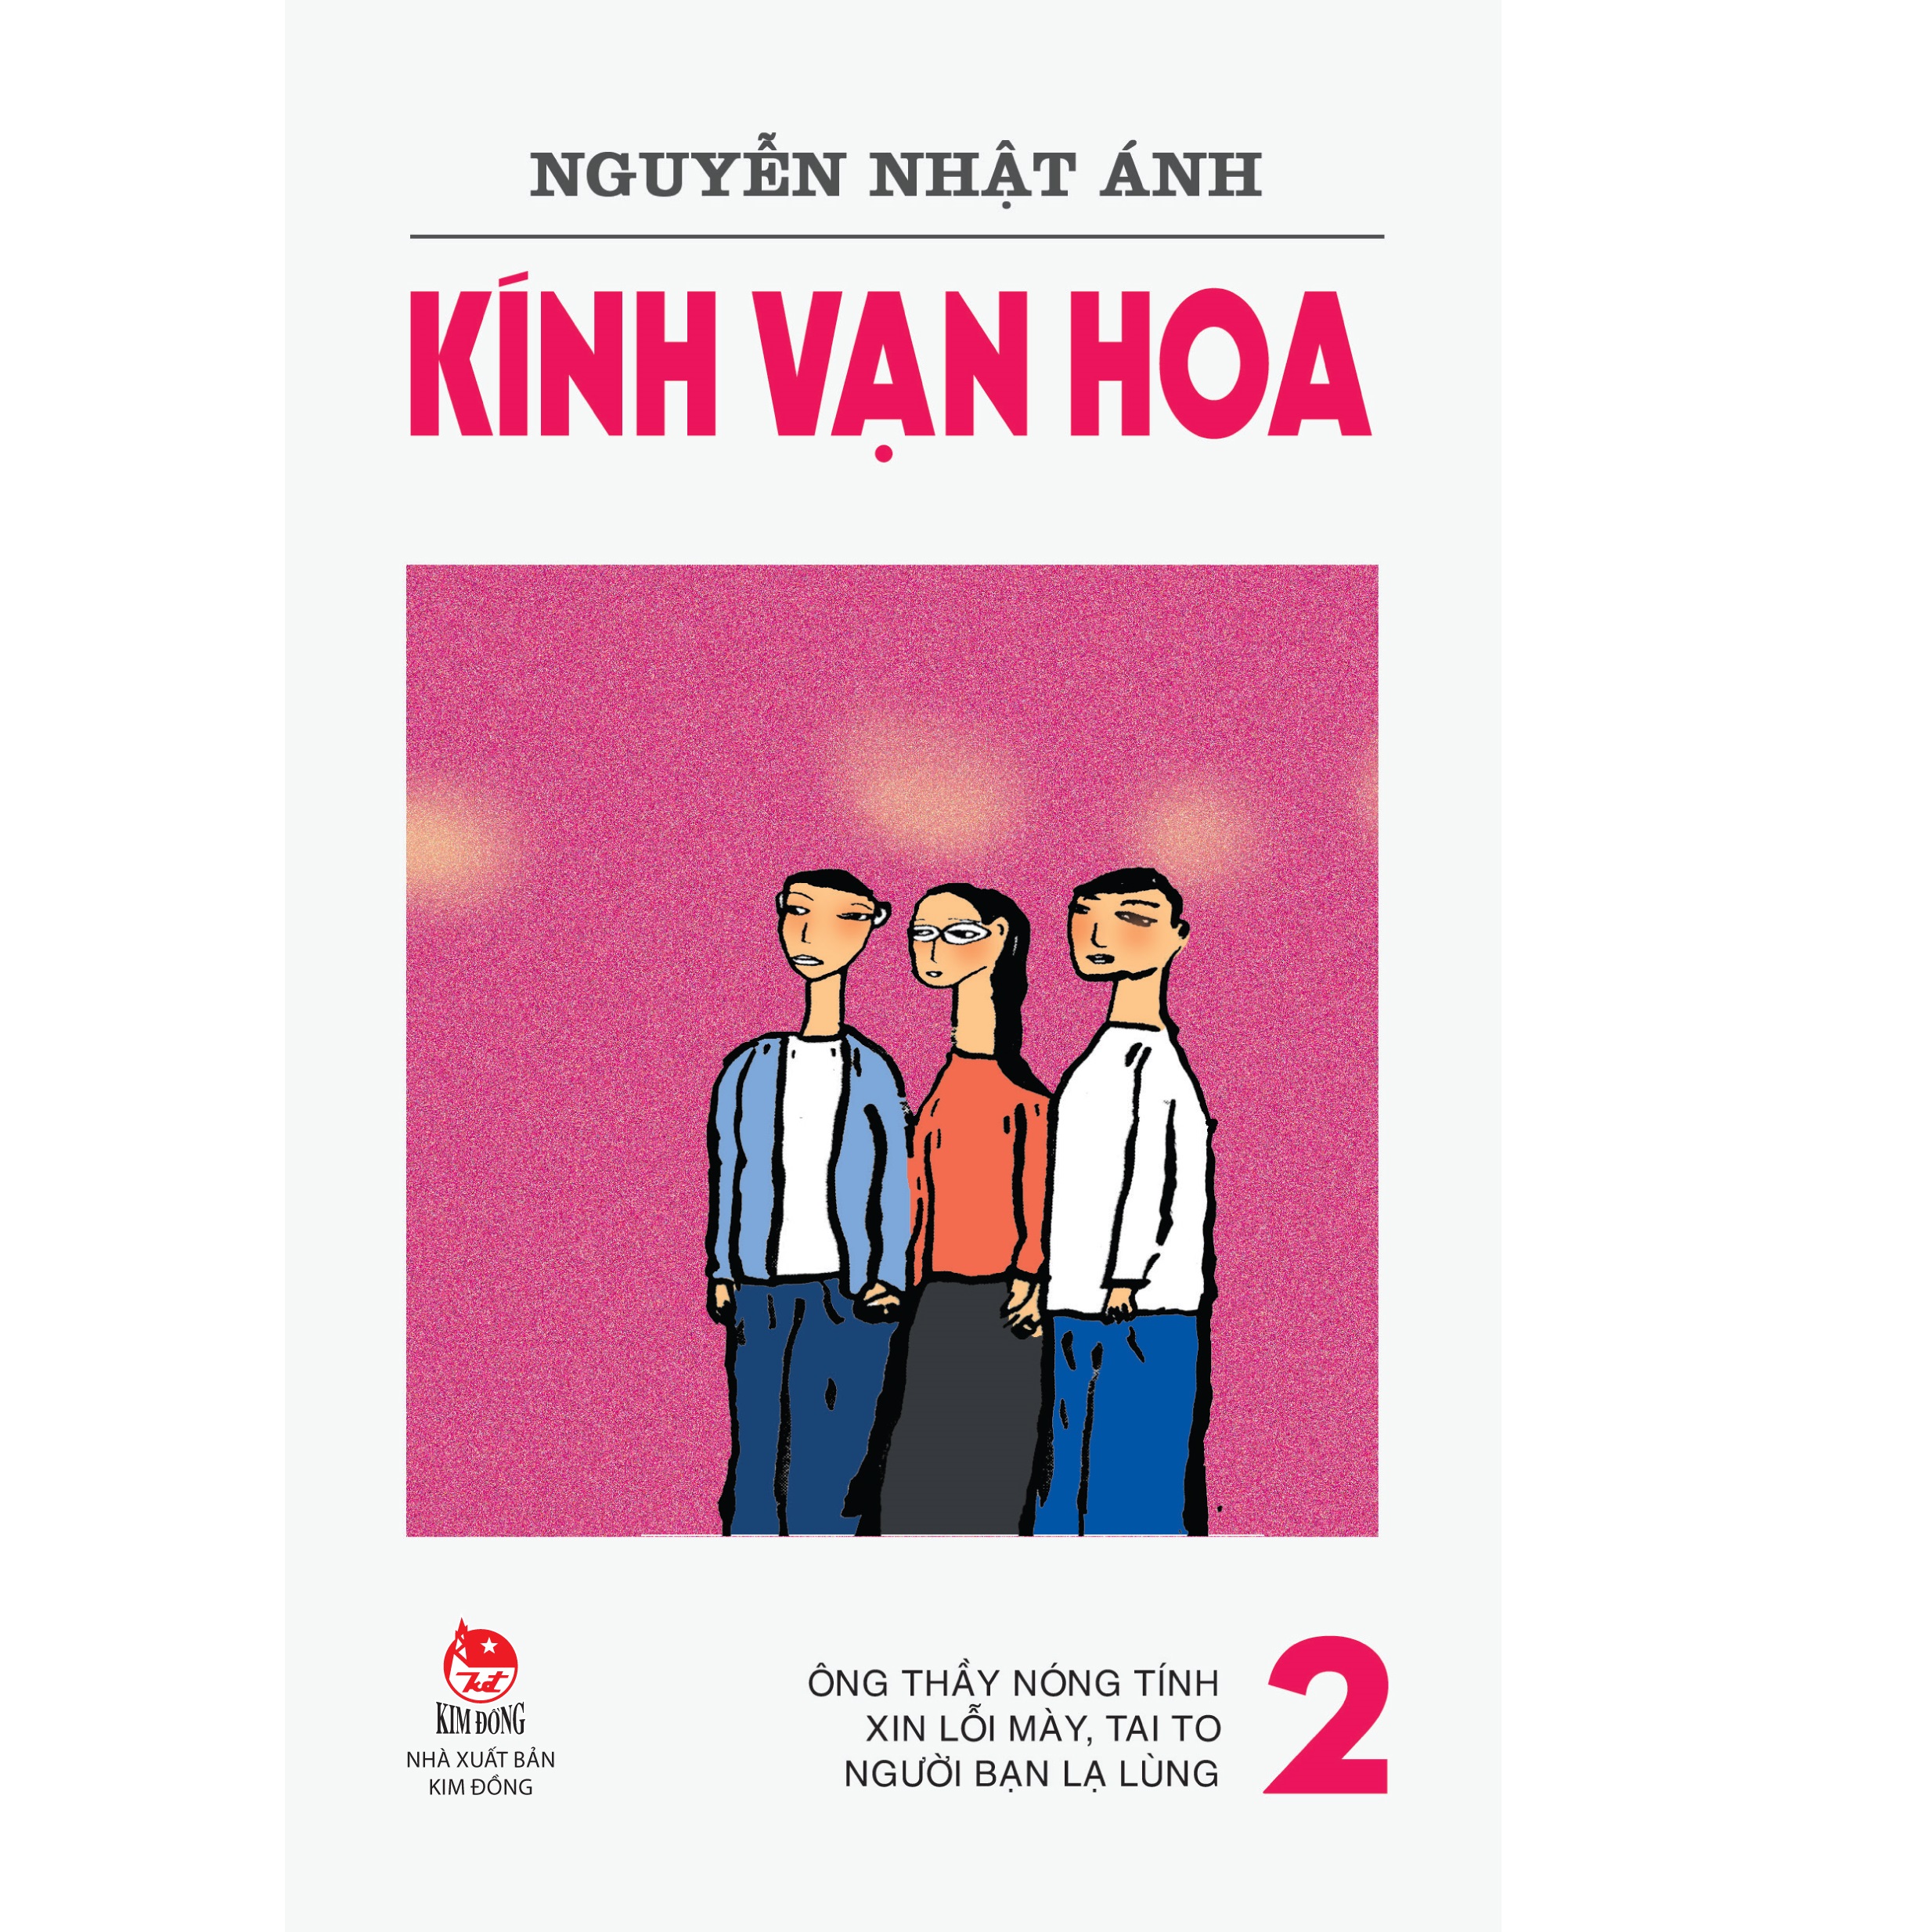 NGUYỄN NHẬT ÁNH
KÍNH VẠN HOA
kđ
KIM ĐỒNG
NHÀ XUẤT BẢN
KIM ĐỒNG
ÔNG THẦY NÓNG TÍNH
XIN LỖI MÀY, TAI TO
NGƯỜI BẠN LẠ LÙNG
2